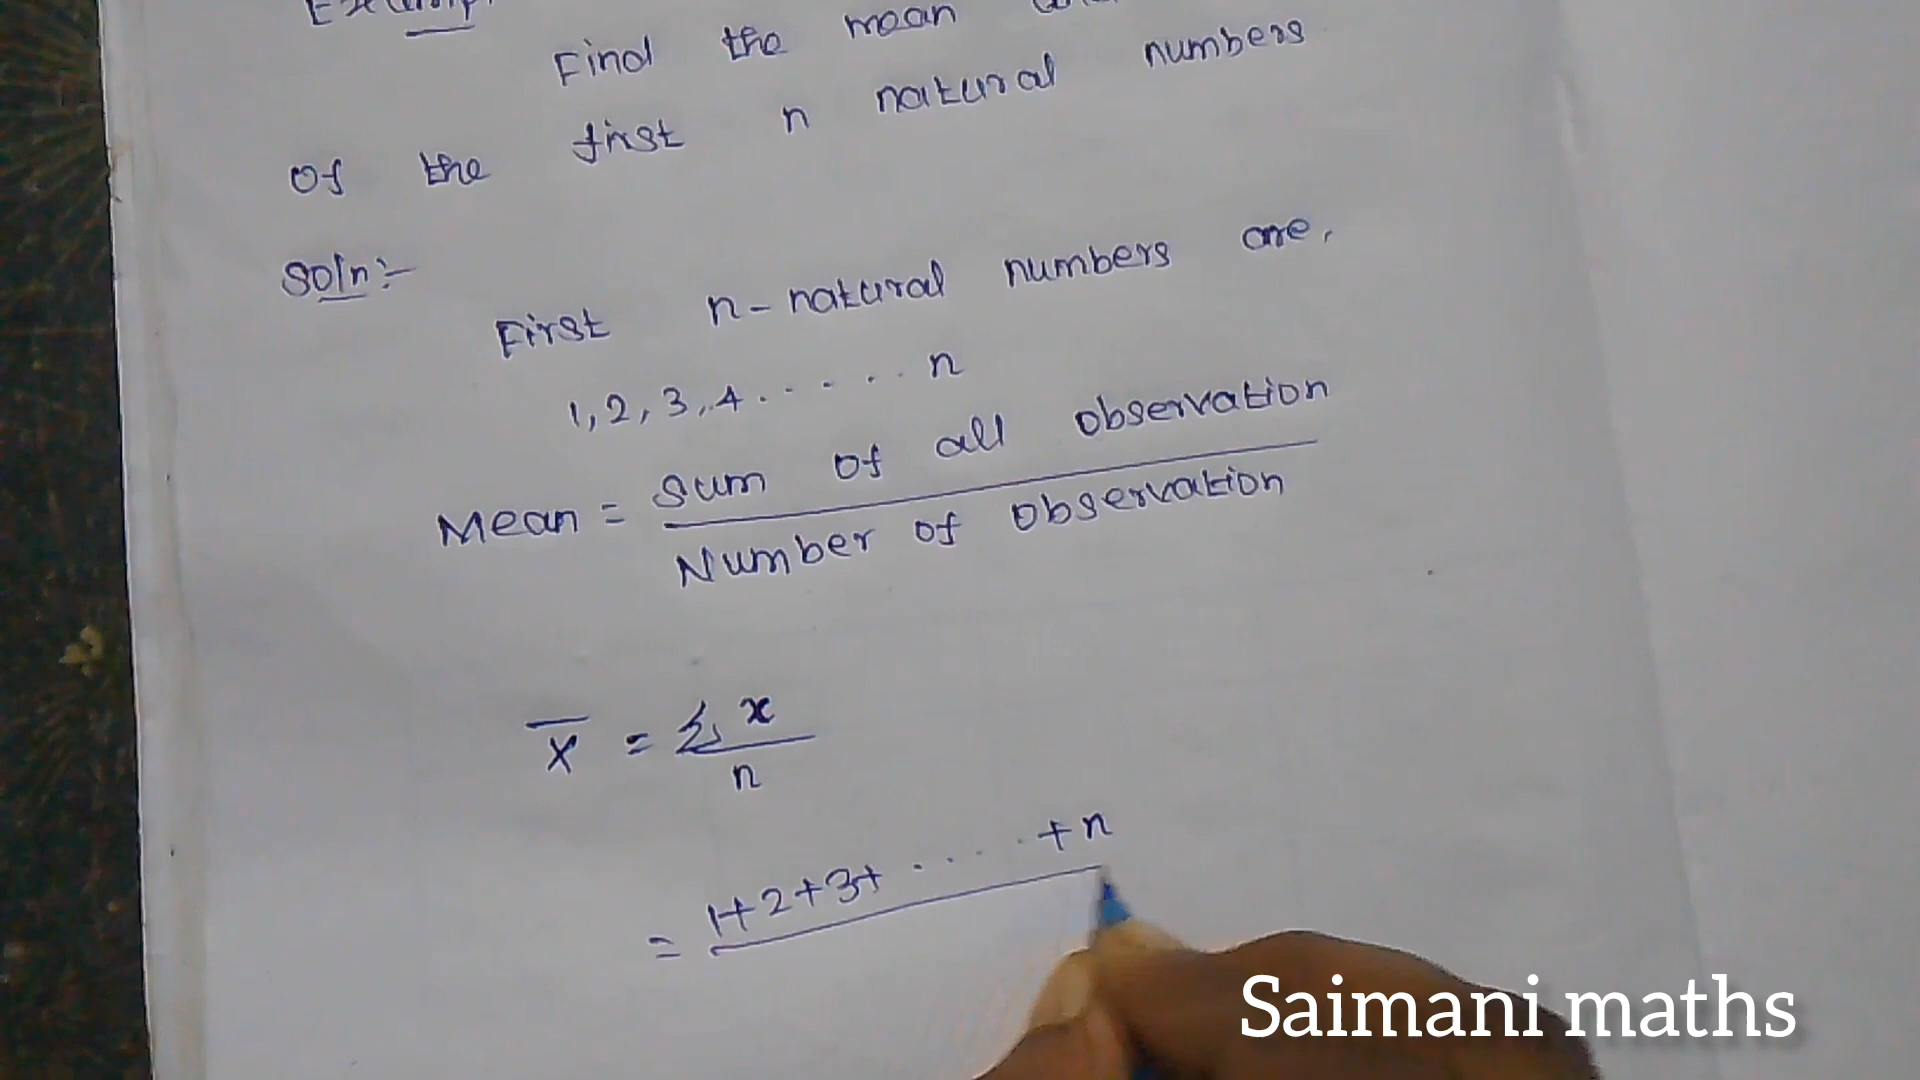 Find the mean
of the first n natural numbers
Soln:-
First n-natural numbers are,
1, 2, 3, 4 . . . . . n
Mean = Sum of all observation
Number of observation
x̄ = Σx
n
= 1+2+3+ . . . . . +n
Saimani maths